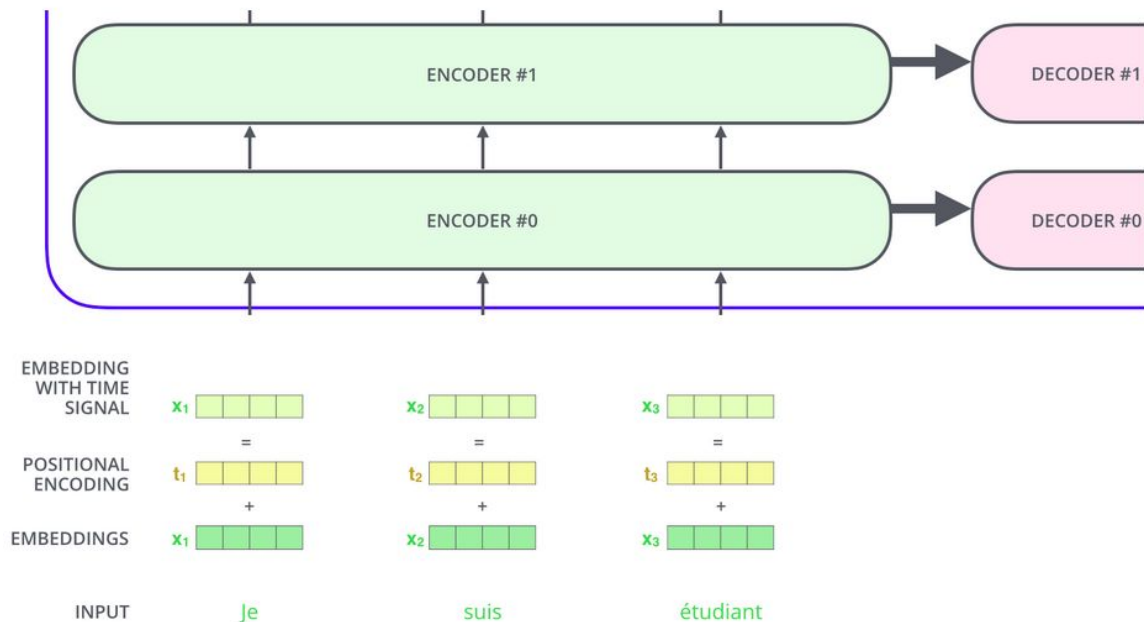 ENCODER #1
DECODER #1
ENCODER #0
DECODER #0
EMBEDDING
WITH TIME
SIGNAL
x₁ x₂ x₃
= = =
POSITIONAL
ENCODING
t₁ t₂ t₃
+ + +
EMBEDDINGS x₁ x₂ x₃
INPUT Je suis étudiant